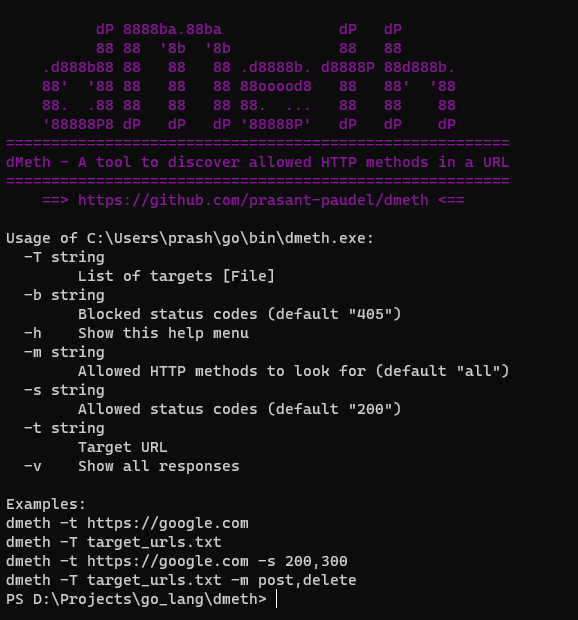 dP 8888ba.88ba             dP   dP
         88 88  '8b  '8b            88   88
   .d888b88 88   88   88 .d8888b. d8888P 88d888b.
   88'  '88 88   88   88 88ooood8   88   88'  '88
   88.  .88 88   88   88 88.  ...   88   88    88
   '88888P8 dP   dP   dP '88888P'   dP   dP    dP
========================================================
dMeth - A tool to discover allowed HTTP methods in a URL
========================================================
    ==> https://github.com/prasant-paudel/dmeth <==
Usage of C:\Users\prash\go\bin\dmeth.exe:
  -T string
        List of targets [File]
  -b string
        Blocked status codes (default "405")
  -h    Show this help menu
  -m string
        Allowed HTTP methods to look for (default "all")
  -s string
        Allowed status codes (default "200")
  -t string
        Target URL
  -v    Show all responses
Examples:
dmeth -t https://google.com
dmeth -T target_urls.txt
dmeth -t https://google.com -s 200,300
dmeth -T target_urls.txt -m post,delete
PS D:\Projects\go_lang\dmeth>